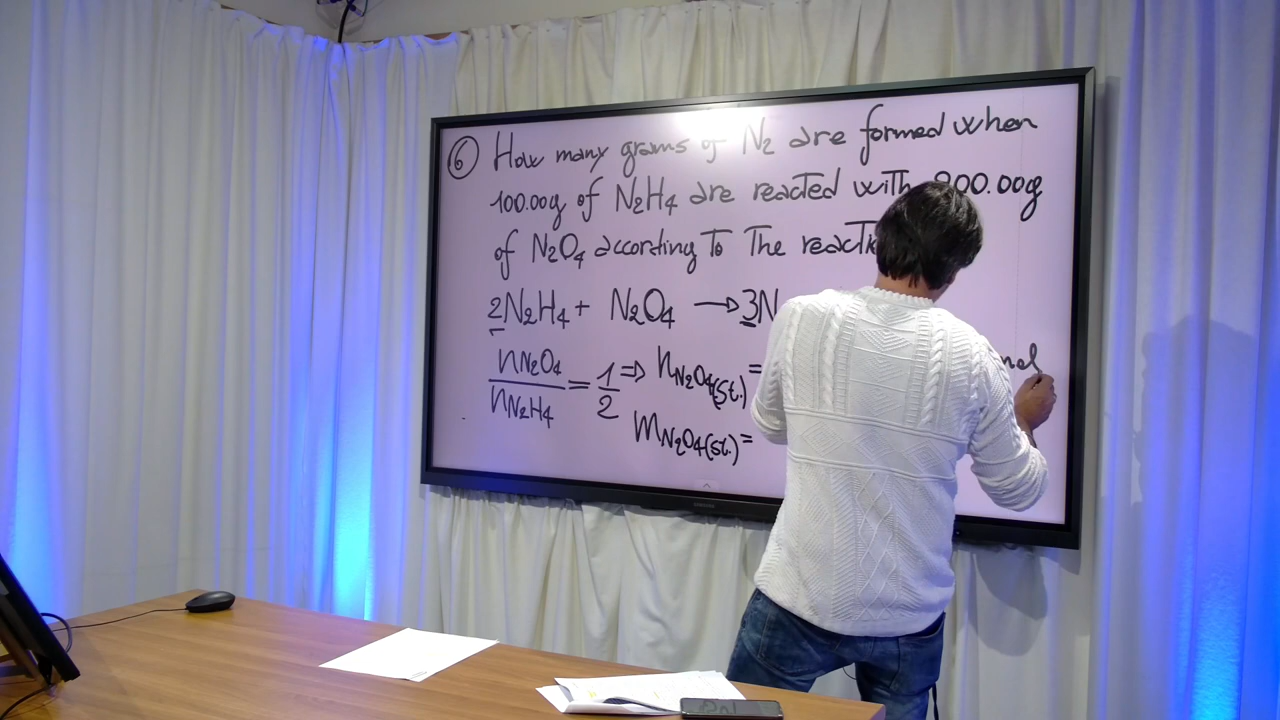 ⑥ How many grams of N₂ are formed when
100.00g of N₂H₄ are reacted with 200.00g
of N₂O₄ according to the
2N₂H₄ + N₂O₄ → 3N
nN₂O₄/nN₂H₄ = 1/2 ⇒ nN₂O₄(st.) = mol
mN₂O₄(st.) =